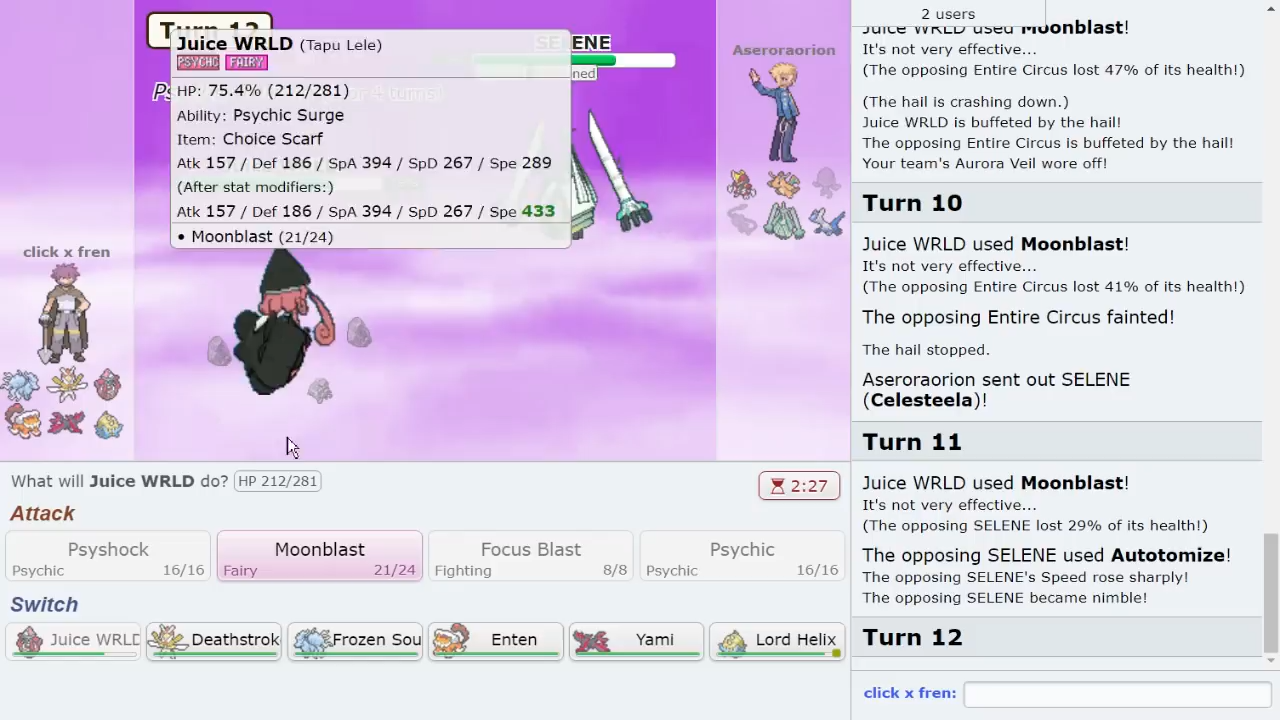 Turn 12
Juice WRLD (Tapu Lele)
PSYCHC FAIRY
HP: 75.4% (212/281)
Ability: Psychic Surge
Item: Choice Scarf
Atk 157 / Def 186 / SpA 394 / SpD 267 / Spe 289
(After stat modifiers:)
Atk 157 / Def 186 / SpA 394 / SpD 267 / Spe 433
• Moonblast (21/24)
click x fren
Aseroraorion
What will Juice WRLD do? HP 212/281
2:27
Attack
Psyshock
Psychic 16/16
Moonblast
Fairy 21/24
Focus Blast
Fighting 8/8
Psychic
Psychic 16/16
Switch
Juice WRLD
Deathstrok
Frozen Sou
Enten
Yami
Lord Helix
2 users
Juice WRLD used Moonblast!
It's not very effective...
(The opposing Entire Circus lost 47% of its health!)
(The hail is crashing down.)
Juice WRLD is buffeted by the hail!
The opposing Entire Circus is buffeted by the hail!
Your team's Aurora Veil wore off!
Turn 10
Juice WRLD used Moonblast!
It's not very effective...
(The opposing Entire Circus lost 41% of its health!)
The opposing Entire Circus fainted!
The hail stopped.
Aseroraorion sent out SELENE
(Celesteela)!
Turn 11
Juice WRLD used Moonblast!
It's not very effective...
(The opposing SELENE lost 29% of its health!)
The opposing SELENE used Autotomize!
The opposing SELENE's Speed rose sharply!
The opposing SELENE became nimble!
Turn 12
click x fren: